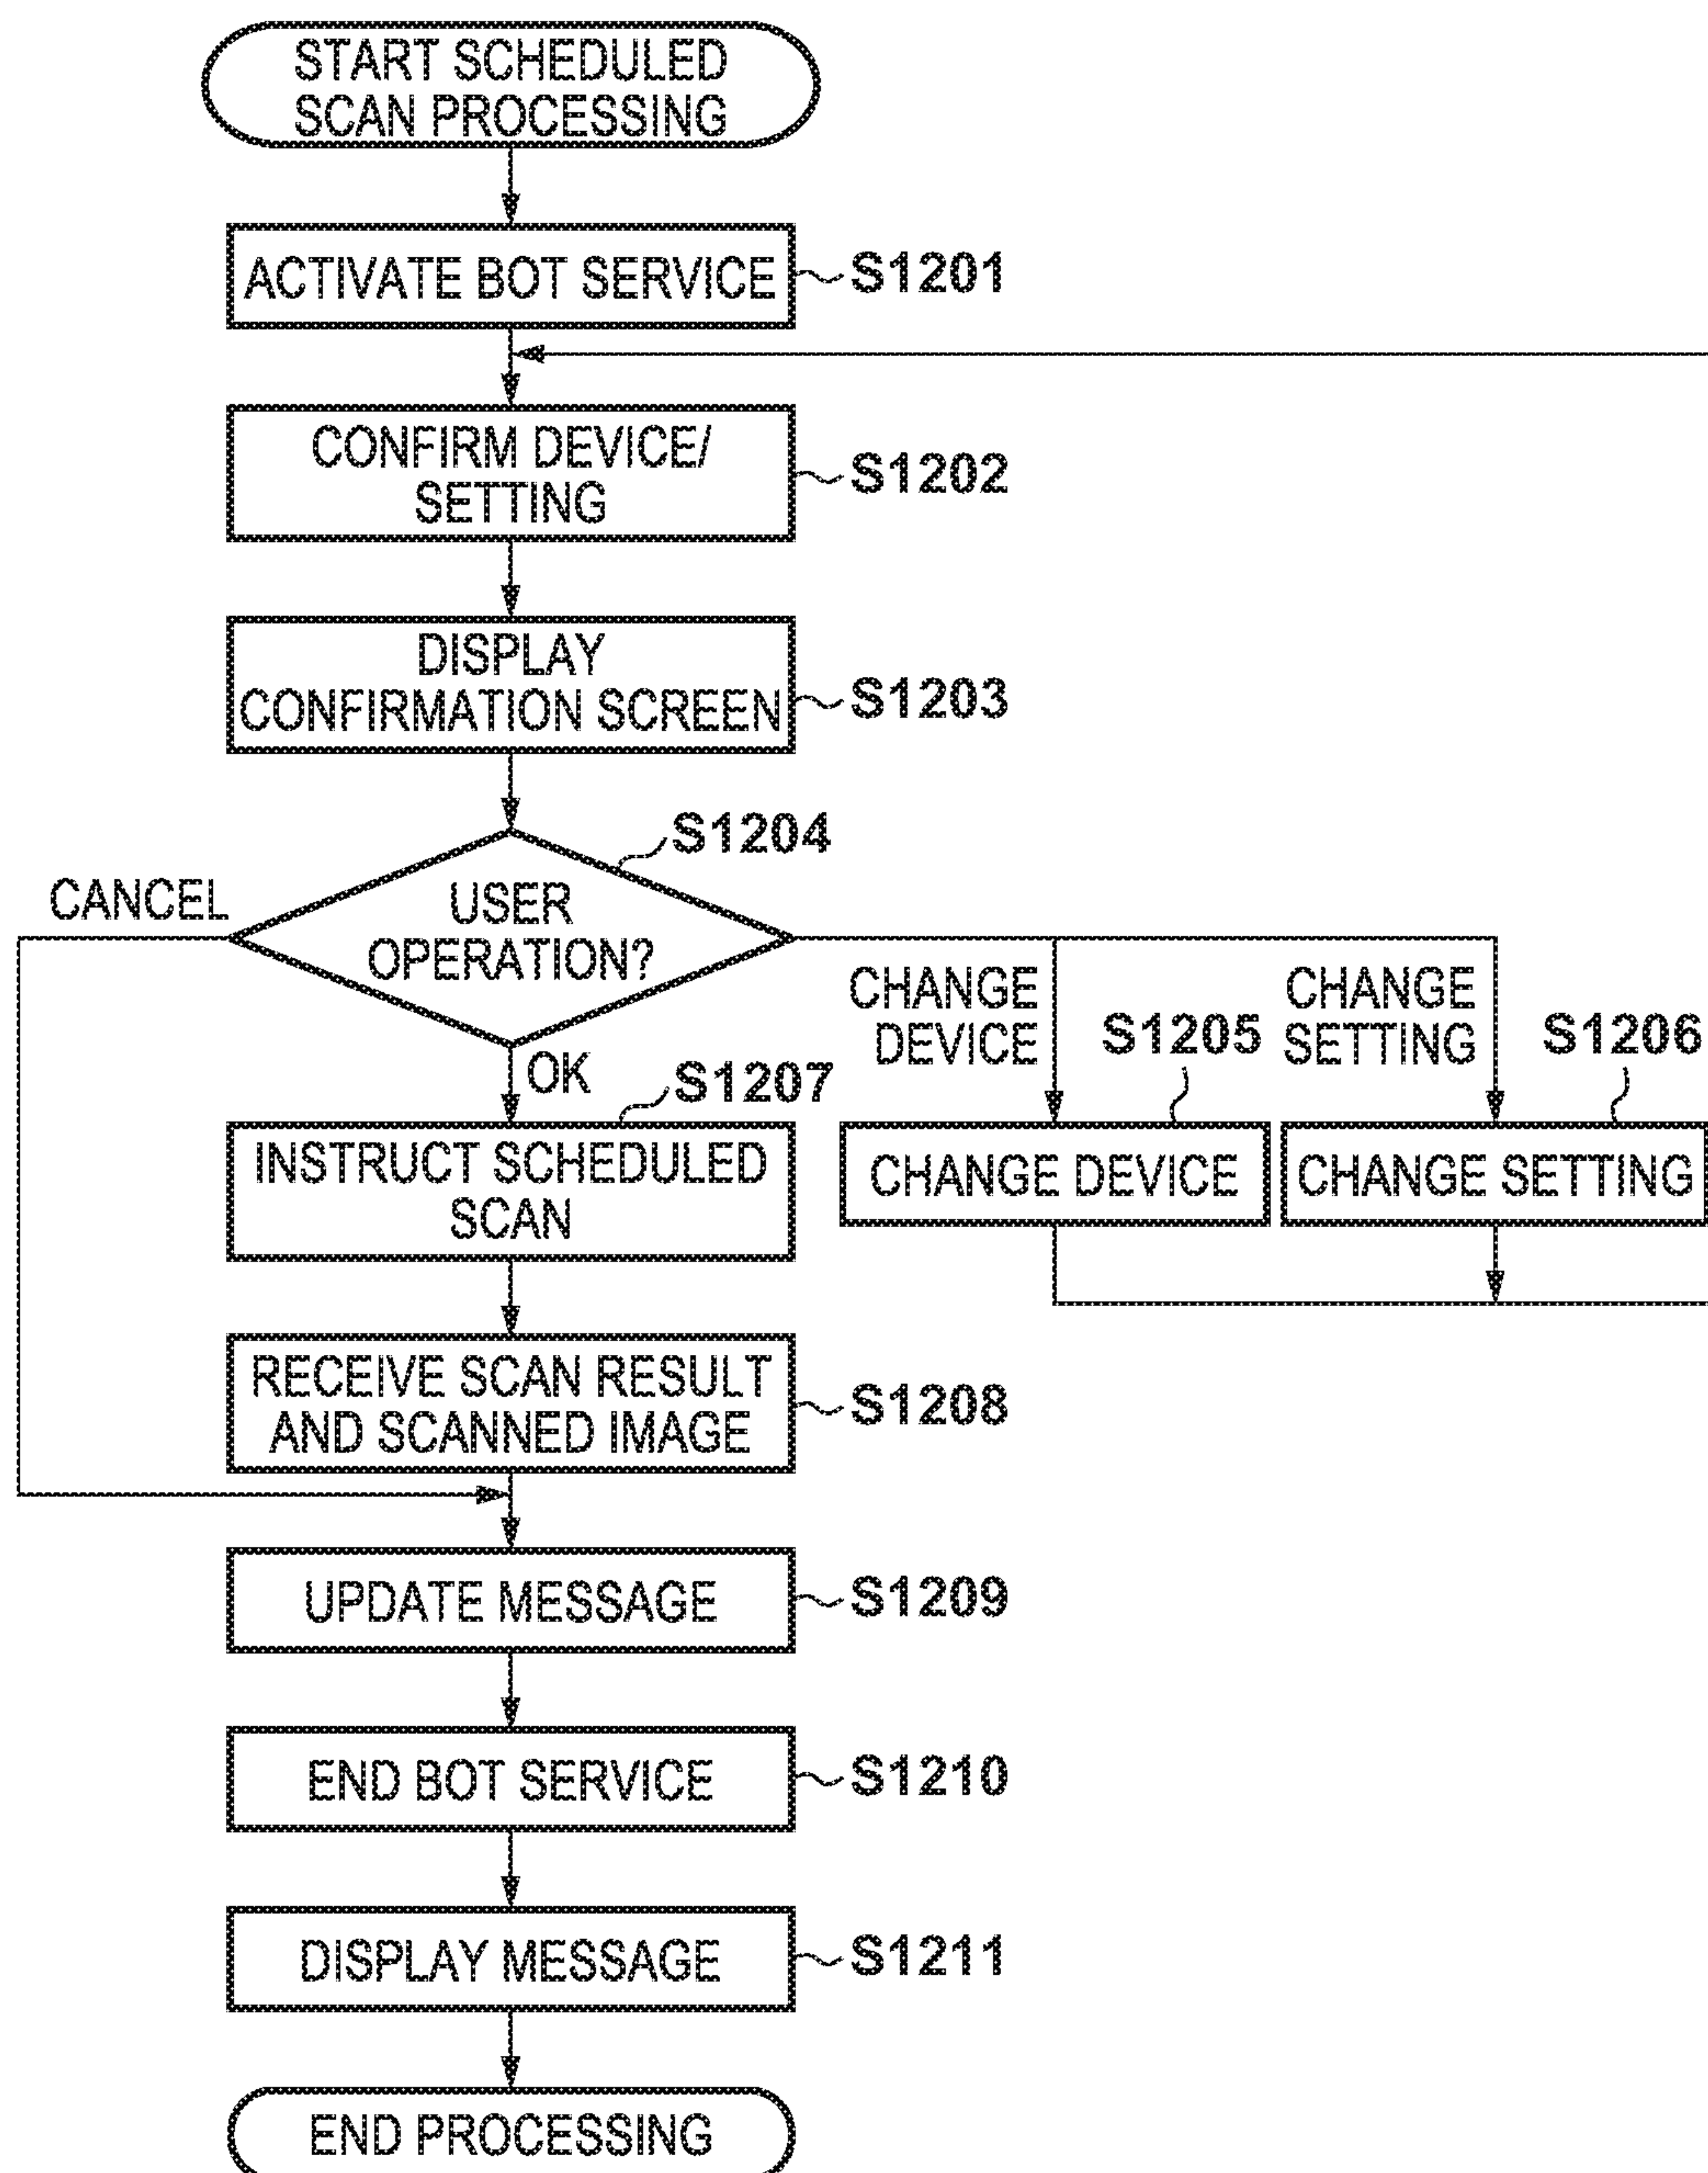 START SCHEDULED
SCAN PROCESSING
ACTIVATE BOT SERVICE
S1201
CONFIRM DEVICE/
SETTING
S1202
DISPLAY
CONFIRMATION SCREEN
S1203
S1204
CANCEL
USER
OPERATION?
CHANGE
DEVICE
CHANGE
SETTING
S1205
S1206
OK
S1207
INSTRUCT SCHEDULED
SCAN
CHANGE DEVICE
CHANGE SETTING
RECEIVE SCAN RESULT
AND SCANNED IMAGE
S1208
UPDATE MESSAGE
S1209
END BOT SERVICE
S1210
DISPLAY MESSAGE
S1211
END PROCESSING